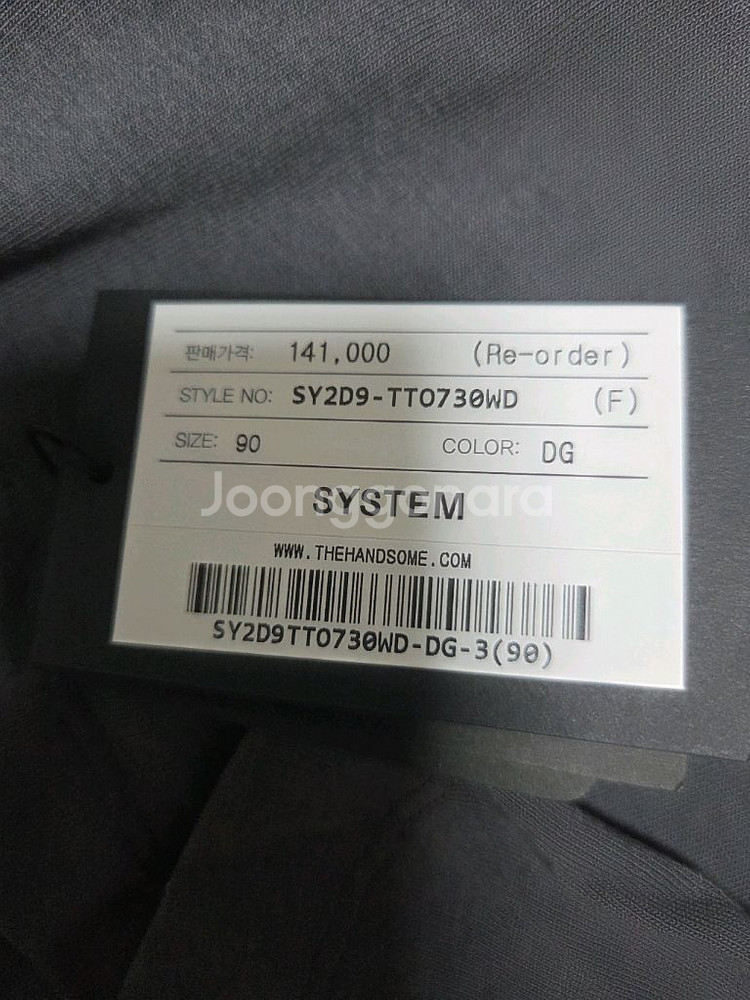 판매가격: 141,000 (Re-order)
STYLE NO: SY2D9-TTO730WD (F)
SIZE: 90 COLOR: DG
Joonggonara
SYSTEM
WWW.THEHANDSOME.COM
SY2D9TTO730WD-DG-3(90)